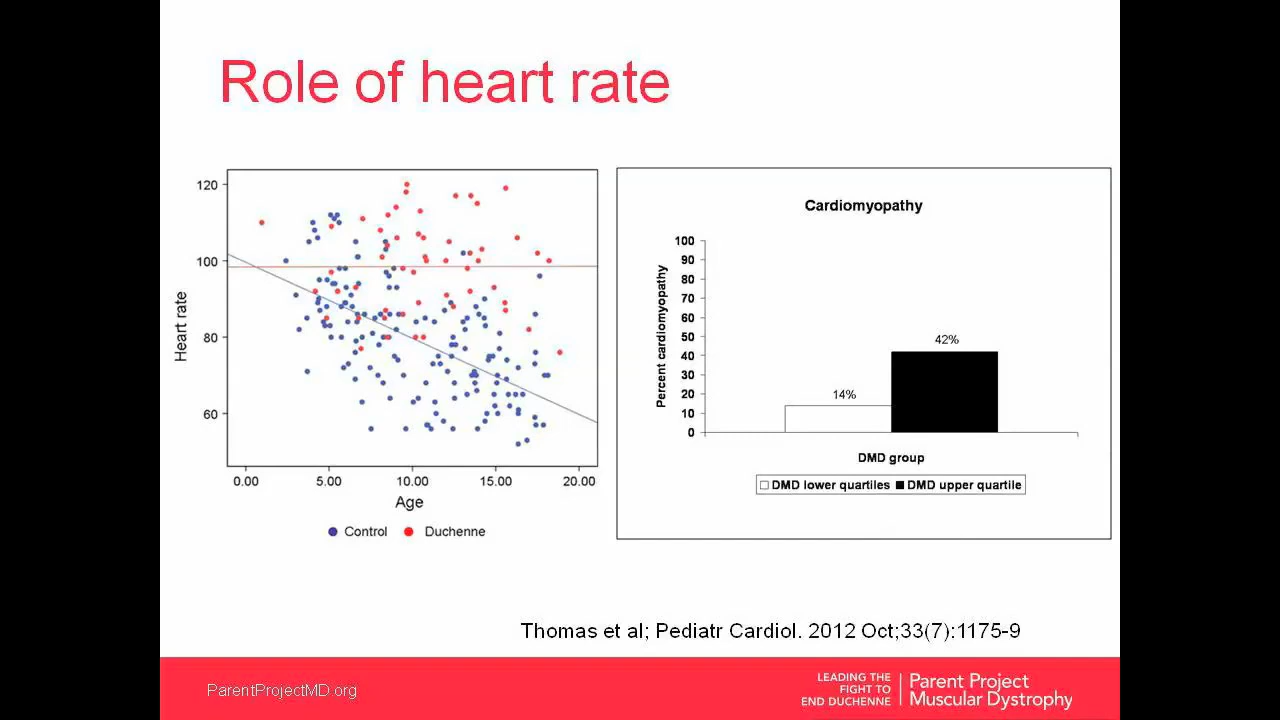 Role of heart rate
120
100
80
60
Heart rate
0.00 5.00 10.00 15.00 20.00
Age
Control Duchenne
Cardiomyopathy
100
90
80
70
60
50
40
30
20
10
0
Percent cardiomyopathy
14%
42%
DMD group
DMD lower quartiles DMD upper quartile
Thomas et al; Pediatr Cardiol. 2012 Oct;33(7):1175-9
ParentProjectMD.org
LEADING THE
FIGHT TO
END DUCHENNE
Parent Project
Muscular Dystrophy